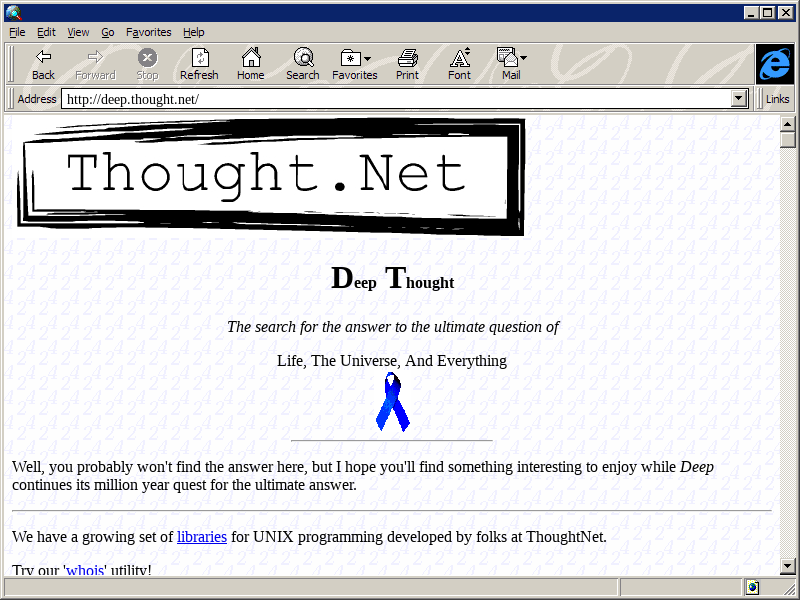 File Edit View Go Favorites Help
Back Forward Stop Refresh Home Search Favorites Print Font Mail
Address http://deep.thought.net/ Links
Thought.Net
Deep Thought
The search for the answer to the ultimate question of
Life, The Universe, And Everything
Well, you probably won't find the answer here, but I hope you'll find something interesting to enjoy while Deep
continues its million year quest for the ultimate answer.
We have a growing set of libraries for UNIX programming developed by folks at ThoughtNet.
Try our 'whois' utility!